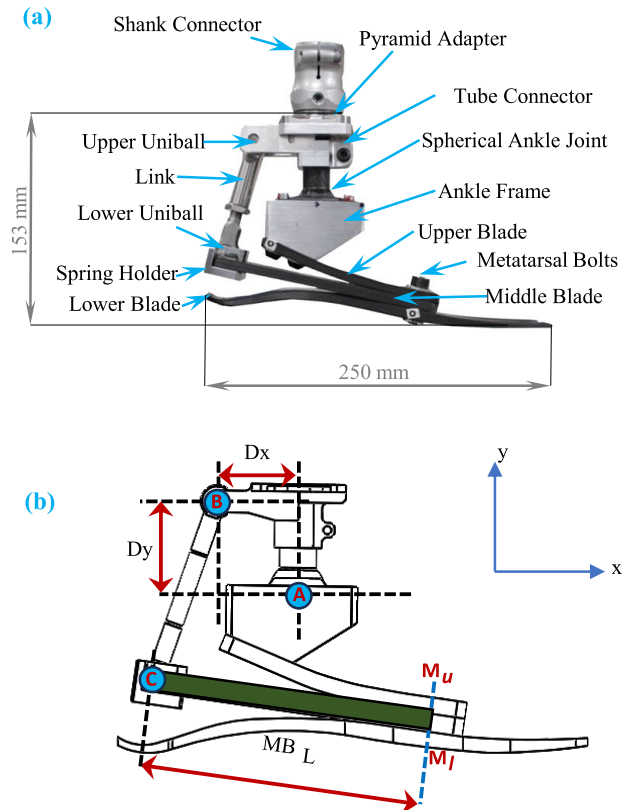 (a)
Shank Connector
Pyramid Adapter
Tube Connector
Upper Uniball
Spherical Ankle Joint
Link
Ankle Frame
153 mm
Lower Uniball
Upper Blade
Metatarsal Bolts
Spring Holder
Middle Blade
Lower Blade
250 mm
Dx
y
(b)
B
Dy
x
A
C
Mu
MB L
Ml